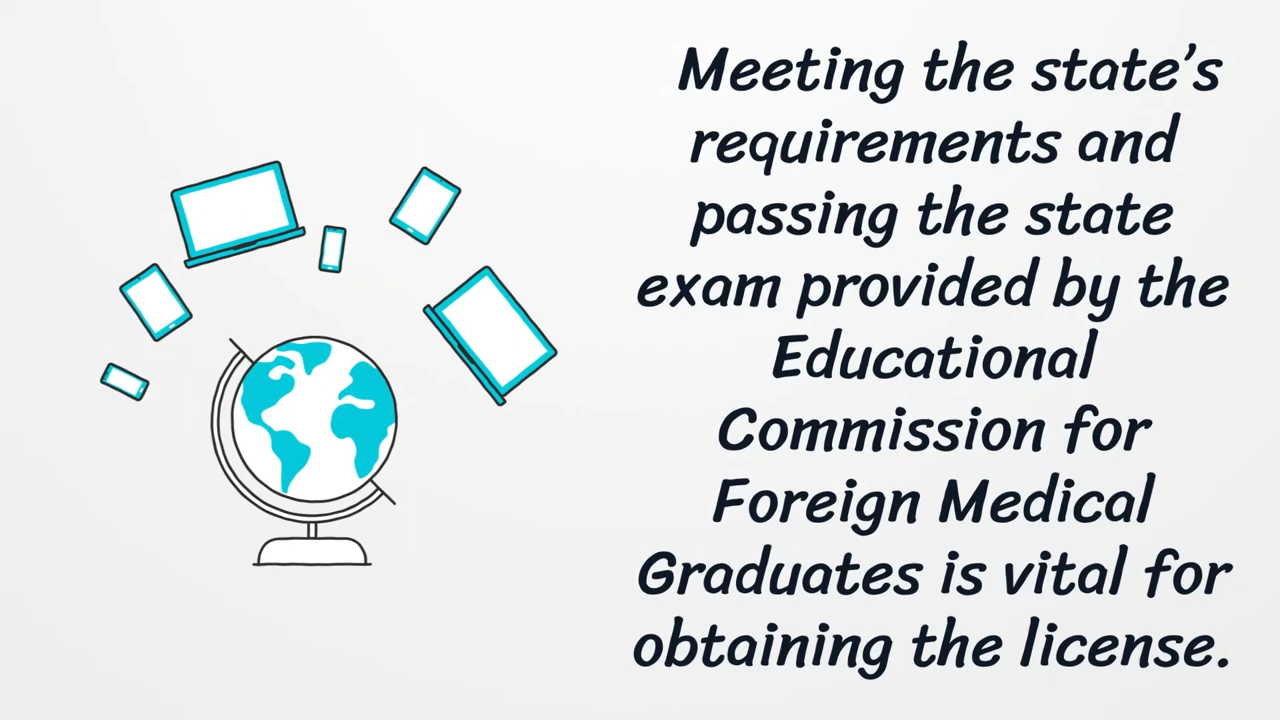 Meeting the state’s
requirements and
passing the state
exam provided by the
Educational
Commission for
Foreign Medical
Graduates is vital for
obtaining the license.